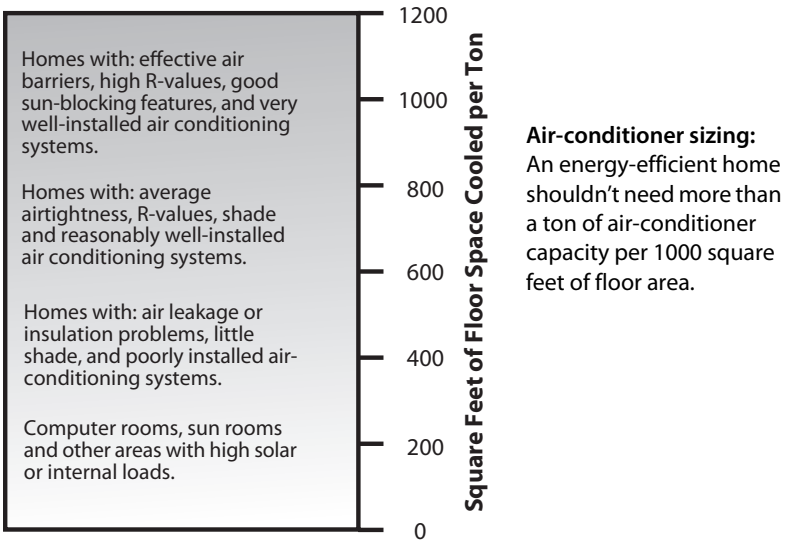 Homes with: effective air
barriers, high R-values, good
sun-blocking features, and very
well-installed air conditioning
systems.
Homes with: average
airtightness, R-values, shade
and reasonably well-installed
air conditioning systems.
Homes with: air leakage or
insulation problems, little
shade, and poorly installed air-
conditioning systems.
Computer rooms, sun rooms
and other areas with high solar
or internal loads.
1200
1000
800
600
400
200
0
Square Feet of Floor Space Cooled per Ton
Air-conditioner sizing:
An energy-efficient home
shouldn't need more than
a ton of air-conditioner
capacity per 1000 square
feet of floor area.